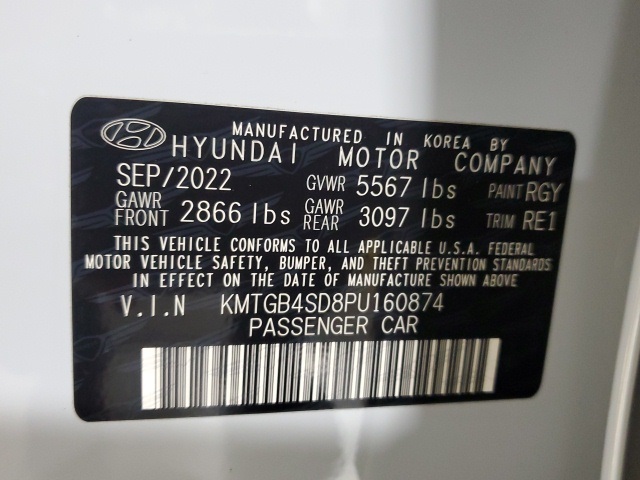 MANUFACTURED IN KOREA BY
HYUNDAI MOTOR COMPANY
SEP/2022 GVWR 5567 lbs PAINT RGY
GAWR FRONT 2866 lbs GAWR REAR 3097 lbs TRIM RE1
THIS VEHICLE CONFORMS TO ALL APPLICABLE U.S.A. FEDERAL
MOTOR VEHICLE SAFETY, BUMPER, AND THEFT PREVENTION STANDARDS
IN EFFECT ON THE DATE OF MANUFACTURE SHOWN ABOVE
V.I.N KMTGB4SD8PU160874
PASSENGER CAR